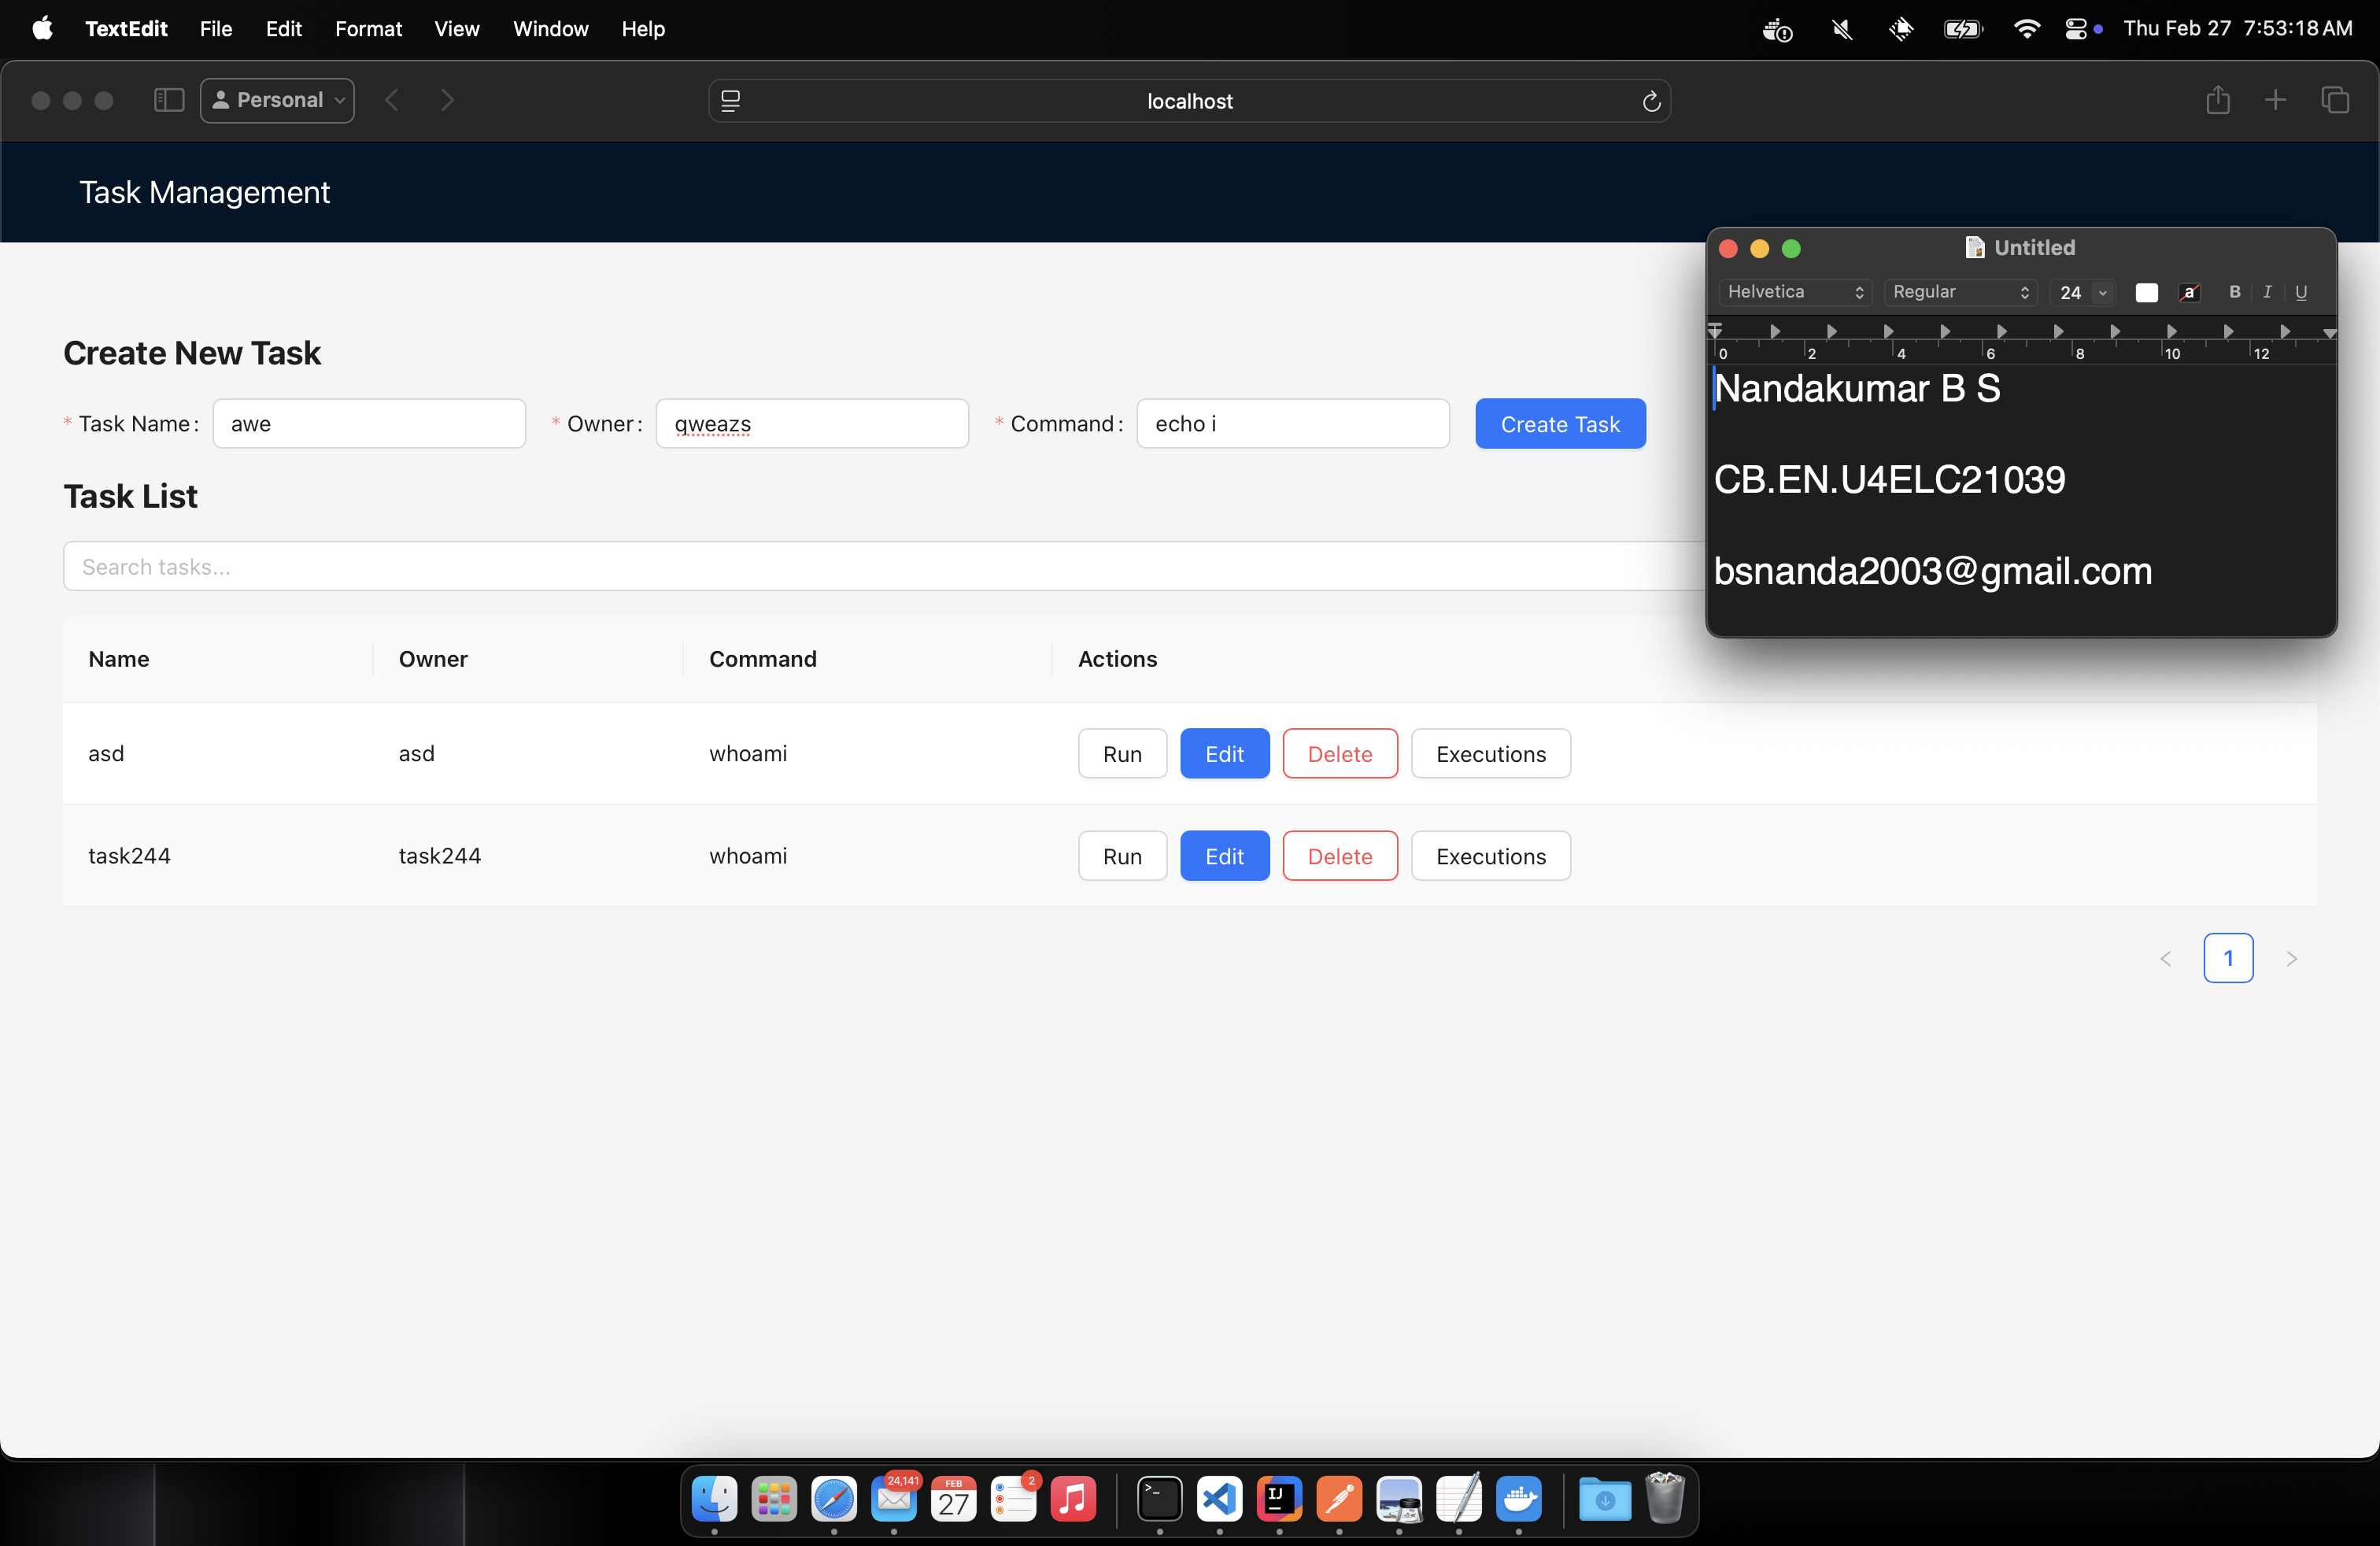 TextEdit File Edit Format View Window Help Thu Feb 27 7:53:18 AM
Personal localhost
Task Management
Untitled
Helvetica Regular 24 a B I U
0 2 4 6 8 10 12
Nandakumar B S
CB.EN.U4ELC21039
bsnanda2003@gmail.com
Create New Task
* Task Name : awe * Owner : qweazs * Command : echo i Create Task
Task List
Search tasks...
Name Owner Command Actions
asd asd whoami Run Edit Delete Executions
task244 task244 whoami Run Edit Delete Executions
< 1 >
24,141 FEB 27 2 >_ IJ